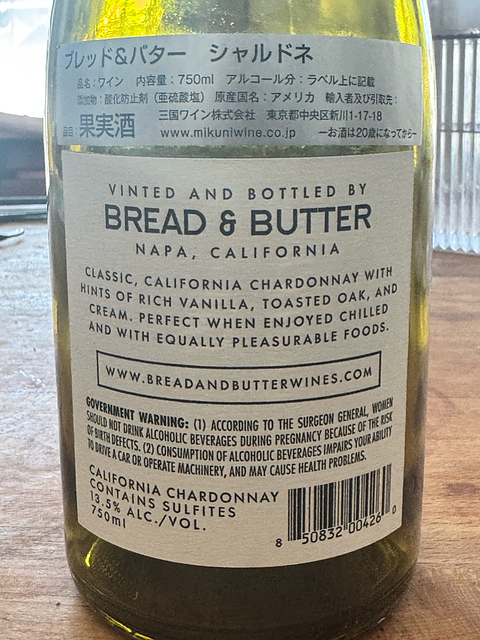 ブレッド&バター シャルドネ
品名：ワイン 内容量：750ml アルコール分：ラベル上に記載
添加物：酸化防止剤（亜硫酸塩） 原産国名：アメリカ 輸入者及び引取先：
品目： 果実酒 三国ワイン株式会社 東京都中央区新川1-17-18
www.mikuniwine.co.jp ーお酒は20歳になってからー
VINTED AND BOTTLED BY
BREAD & BUTTER
NAPA, CALIFORNIA
CLASSIC, CALIFORNIA CHARDONNAY WITH
HINTS OF RICH VANILLA, TOASTED OAK, AND
CREAM. PERFECT WHEN ENJOYED CHILLED
AND WITH EQUALLY PLEASURABLE FOODS.
WWW.BREADANDBUTTERWINES.COM
GOVERNMENT WARNING: (1) ACCORDING TO THE SURGEON GENERAL, WOMEN
SHOULD NOT DRINK ALCOHOLIC BEVERAGES DURING PREGNANCY BECAUSE OF THE RISK
OF BIRTH DEFECTS. (2) CONSUMPTION OF ALCOHOLIC BEVERAGES IMPAIRS YOUR ABILITY
TO DRIVE A CAR OR OPERATE MACHINERY, AND MAY CAUSE HEALTH PROBLEMS.
CALIFORNIA CHARDONNAY
CONTAINS SULFITES
13.5% ALC./VOL.
750ml
8 50832 00426 0